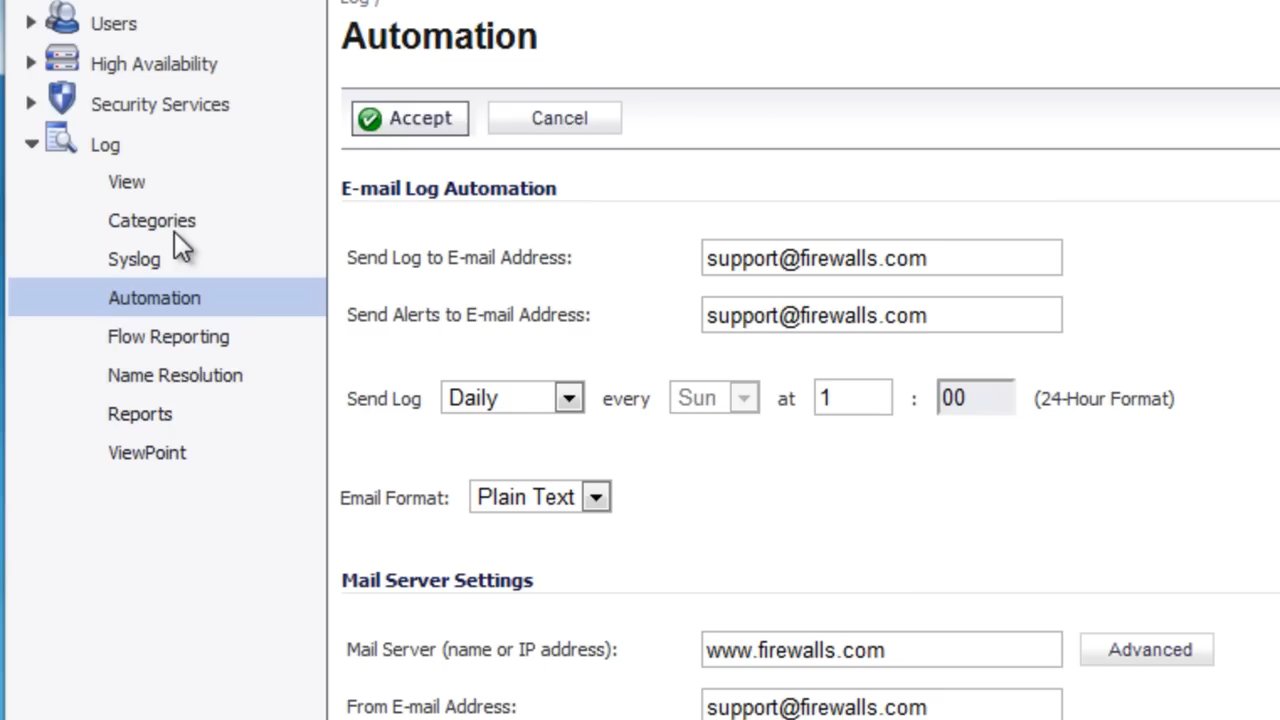 Users
High Availability
Security Services
Log
View
Categories
Syslog
Automation
Flow Reporting
Name Resolution
Reports
ViewPoint
Log /
Automation
Accept Cancel
E-mail Log Automation
Send Log to E-mail Address: support@firewalls.com
Send Alerts to E-mail Address: support@firewalls.com
Send Log Daily every Sun at 1 : 00 (24-Hour Format)
Email Format: Plain Text
Mail Server Settings
Mail Server (name or IP address): www.firewalls.com Advanced
From E-mail Address: support@firewalls.com